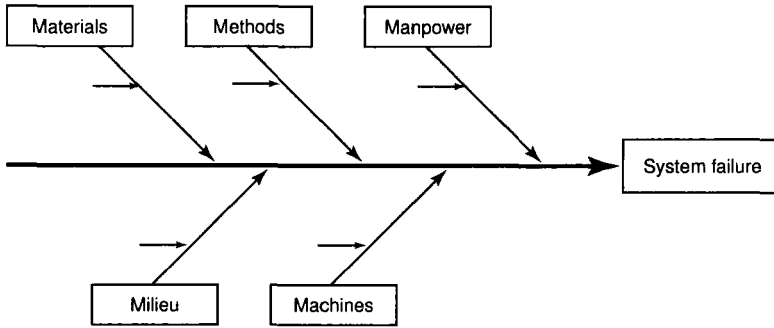 Materials
Methods
Manpower
System failure
Milieu
Machines